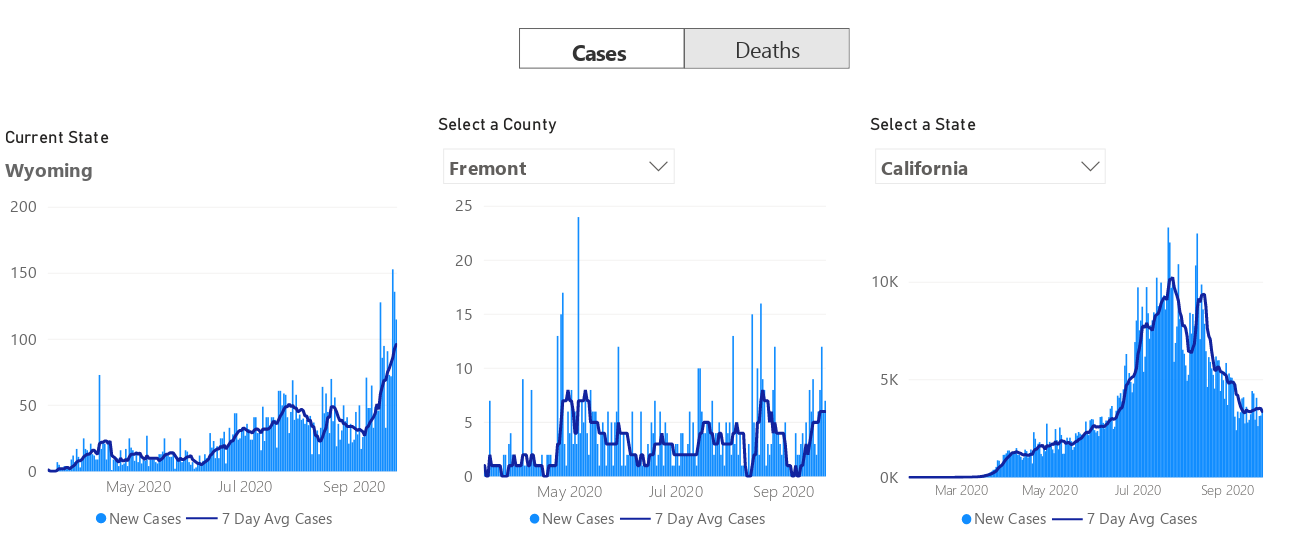 Cases Deaths
Current State
Wyoming
200
150
100
50
0
May 2020 Jul 2020 Sep 2020
New Cases 7 Day Avg Cases
Select a County
Fremont
25
20
15
10
5
0
May 2020 Jul 2020 Sep 2020
New Cases 7 Day Avg Cases
Select a State
California
10K
5K
0K
Mar 2020 May 2020 Jul 2020 Sep 2020
New Cases 7 Day Avg Cases